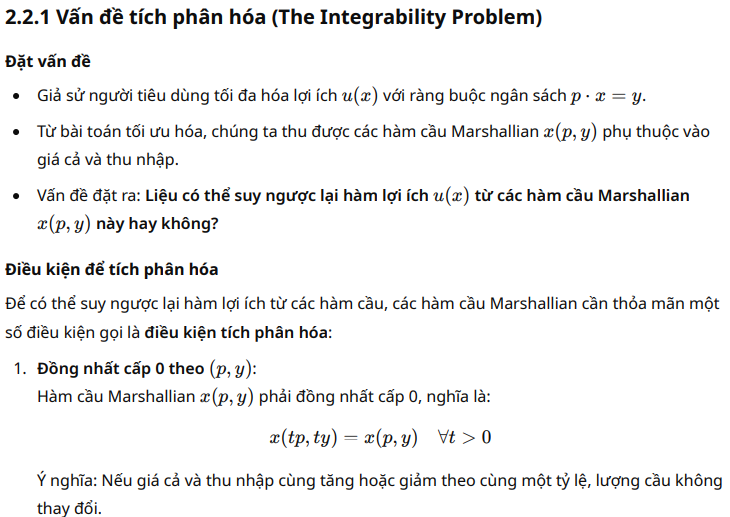 2.2.1 Vấn đề tích phân hóa (The Integrability Problem)
Đặt vấn đề
• Giả sử người tiêu dùng tối đa hóa lợi ích u(x) với ràng buộc ngân sách p · x = y.
• Từ bài toán tối ưu hóa, chúng ta thu được các hàm cầu Marshallian x(p, y) phụ thuộc vào
giá cả và thu nhập.
• Vấn đề đặt ra: Liệu có thể suy ngược lại hàm lợi ích u(x) từ các hàm cầu Marshallian
x(p, y) này hay không?
Điều kiện để tích phân hóa
Để có thể suy ngược lại hàm lợi ích từ các hàm cầu, các hàm cầu Marshallian cần thỏa mãn một
số điều kiện gọi là điều kiện tích phân hóa:
1. Đồng nhất cấp 0 theo (p, y):
Hàm cầu Marshallian x(p, y) phải đồng nhất cấp 0, nghĩa là:
x(tp, ty) = x(p, y) ∀t > 0
Ý nghĩa: Nếu giá cả và thu nhập cùng tăng hoặc giảm theo cùng một tỷ lệ, lượng cầu không
thay đổi.